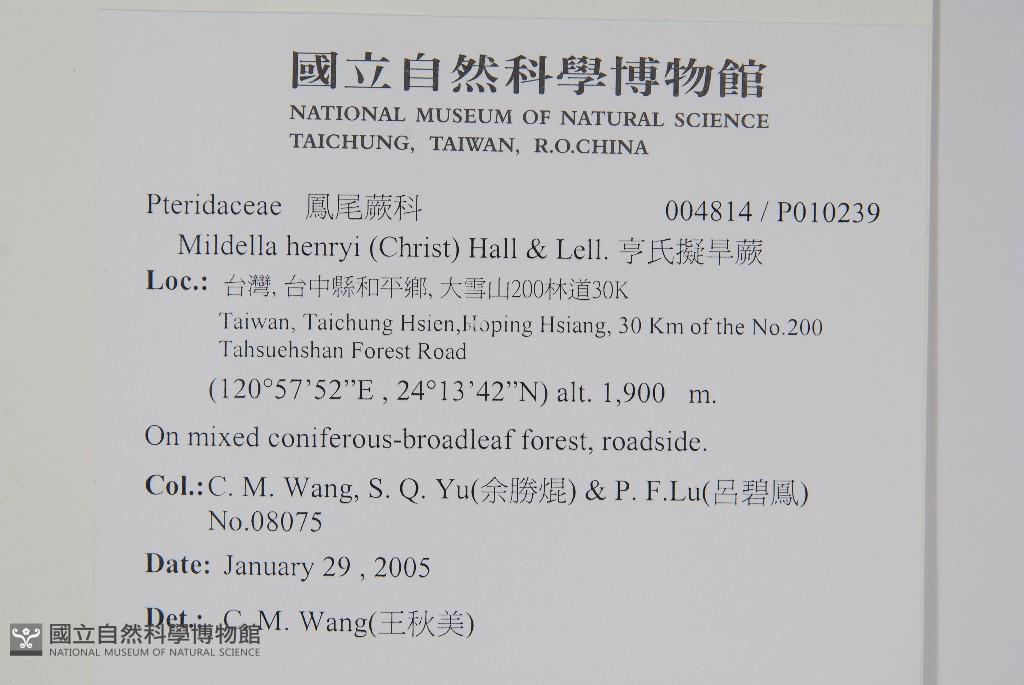 國立自然科學博物館
NATIONAL MUSEUM OF NATURAL SCIENCE
TAICHUNG, TAIWAN, R.O.CHINA
Pteridaceae 鳳尾蕨科 004814 / P010239
Mildella henryi (Christ) Hall & Lell. 亨氏擬旱蕨
Loc.: 台灣, 台中縣和平鄉, 大雪山200林道30K
Taiwan, Taichung Hsien,Hoping Hsiang, 30 Km of the No.200
Tahsuehshan Forest Road
(120°57’52”E , 24°13’42”N) alt. 1,900 m.
On mixed coniferous-broadleaf forest, roadside.
Col.: C. M. Wang, S. Q. Yu(余勝焜) & P. F.Lu(呂碧鳳)
No.08075
Date: January 29 , 2005
Det.: C. M. Wang(王秋美)
國立自然科學博物館
NATIONAL MUSEUM OF NATURAL SCIENCE